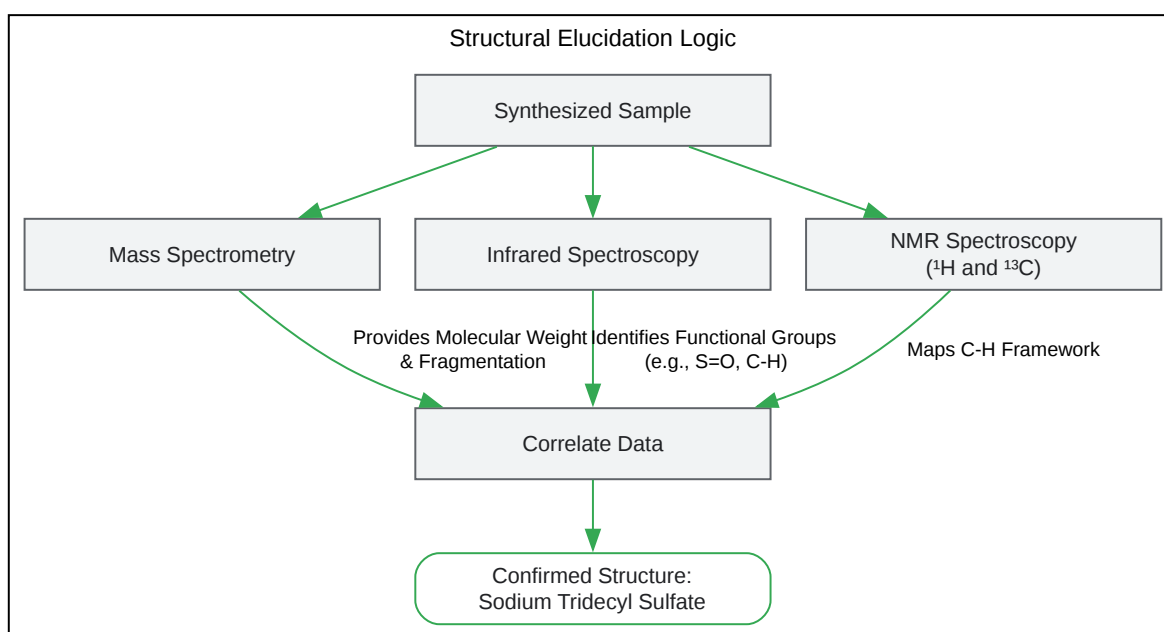 Structural Elucidation Logic
Synthesized Sample
Mass Spectrometry
Infrared Spectroscopy
NMR Spectroscopy
(¹H and ¹³C)
Provides Molecular Weight
& Fragmentation
Identifies Functional Groups
(e.g., S=O, C-H)
Maps C-H Framework
Correlate Data
Confirmed Structure:
Sodium Tridecyl Sulfate